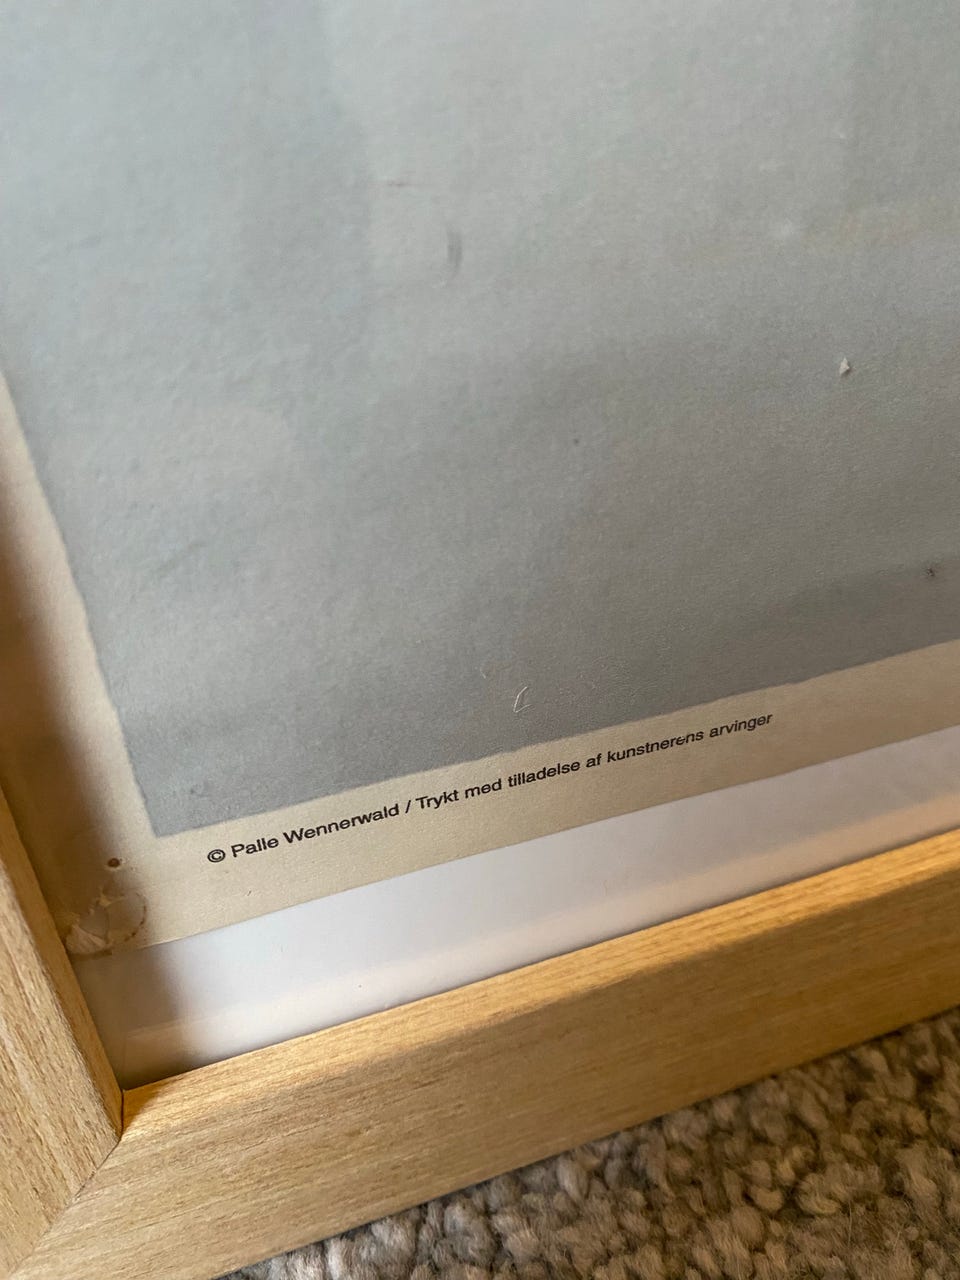 © Palle Wennerwald / Trykt med tilladelse af kunstnerens arvinger